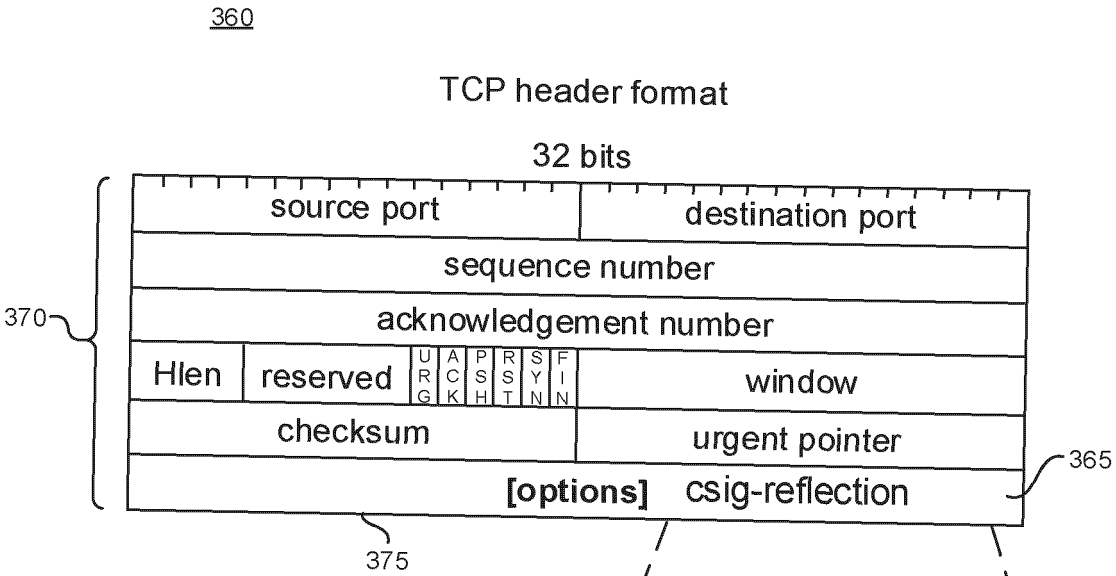 360
TCP header format
32 bits
source port destination port
sequence number
370
acknowledgement number
Hlen reserved URG ACK PSH RST SYN FIN window
checksum urgent pointer
[options] csig-reflection 365
375